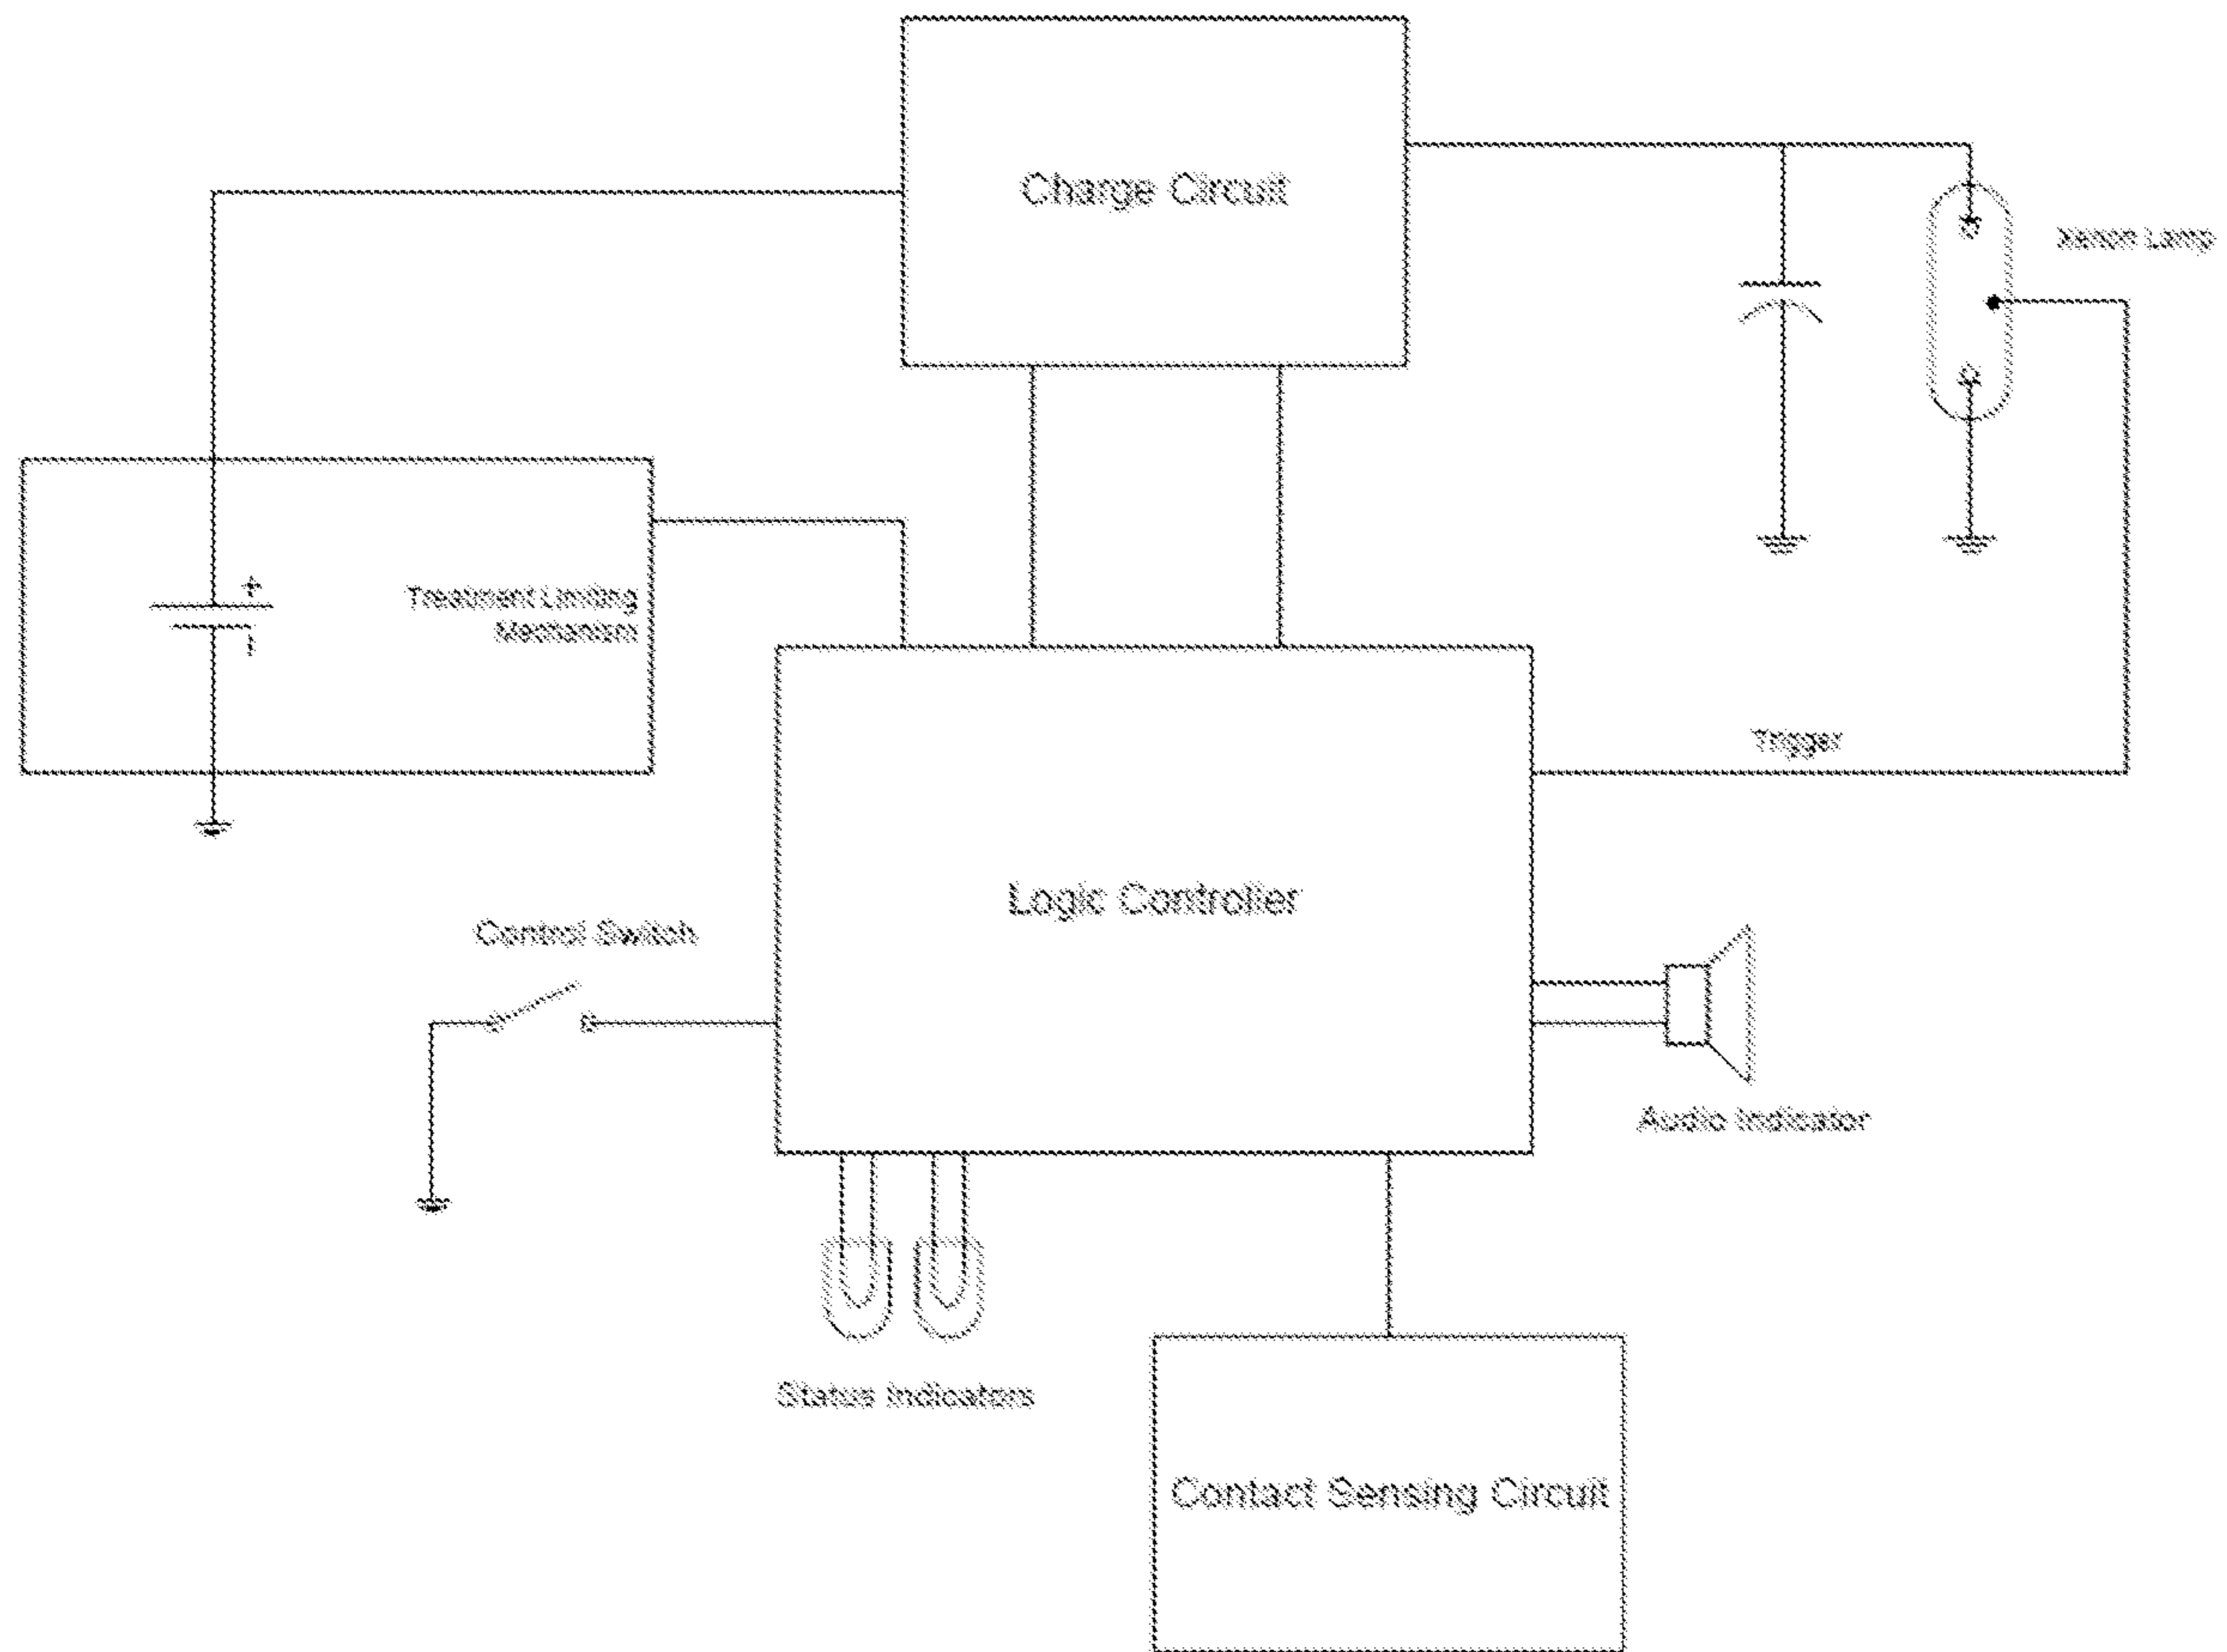 Charge Circuit
Xenon Lamp
+
Treatment Limiting
Mechanism
Trigger
Logic Controller
Control Switch
Audio Indicator
Status Indicators
Contact Sensing Circuit